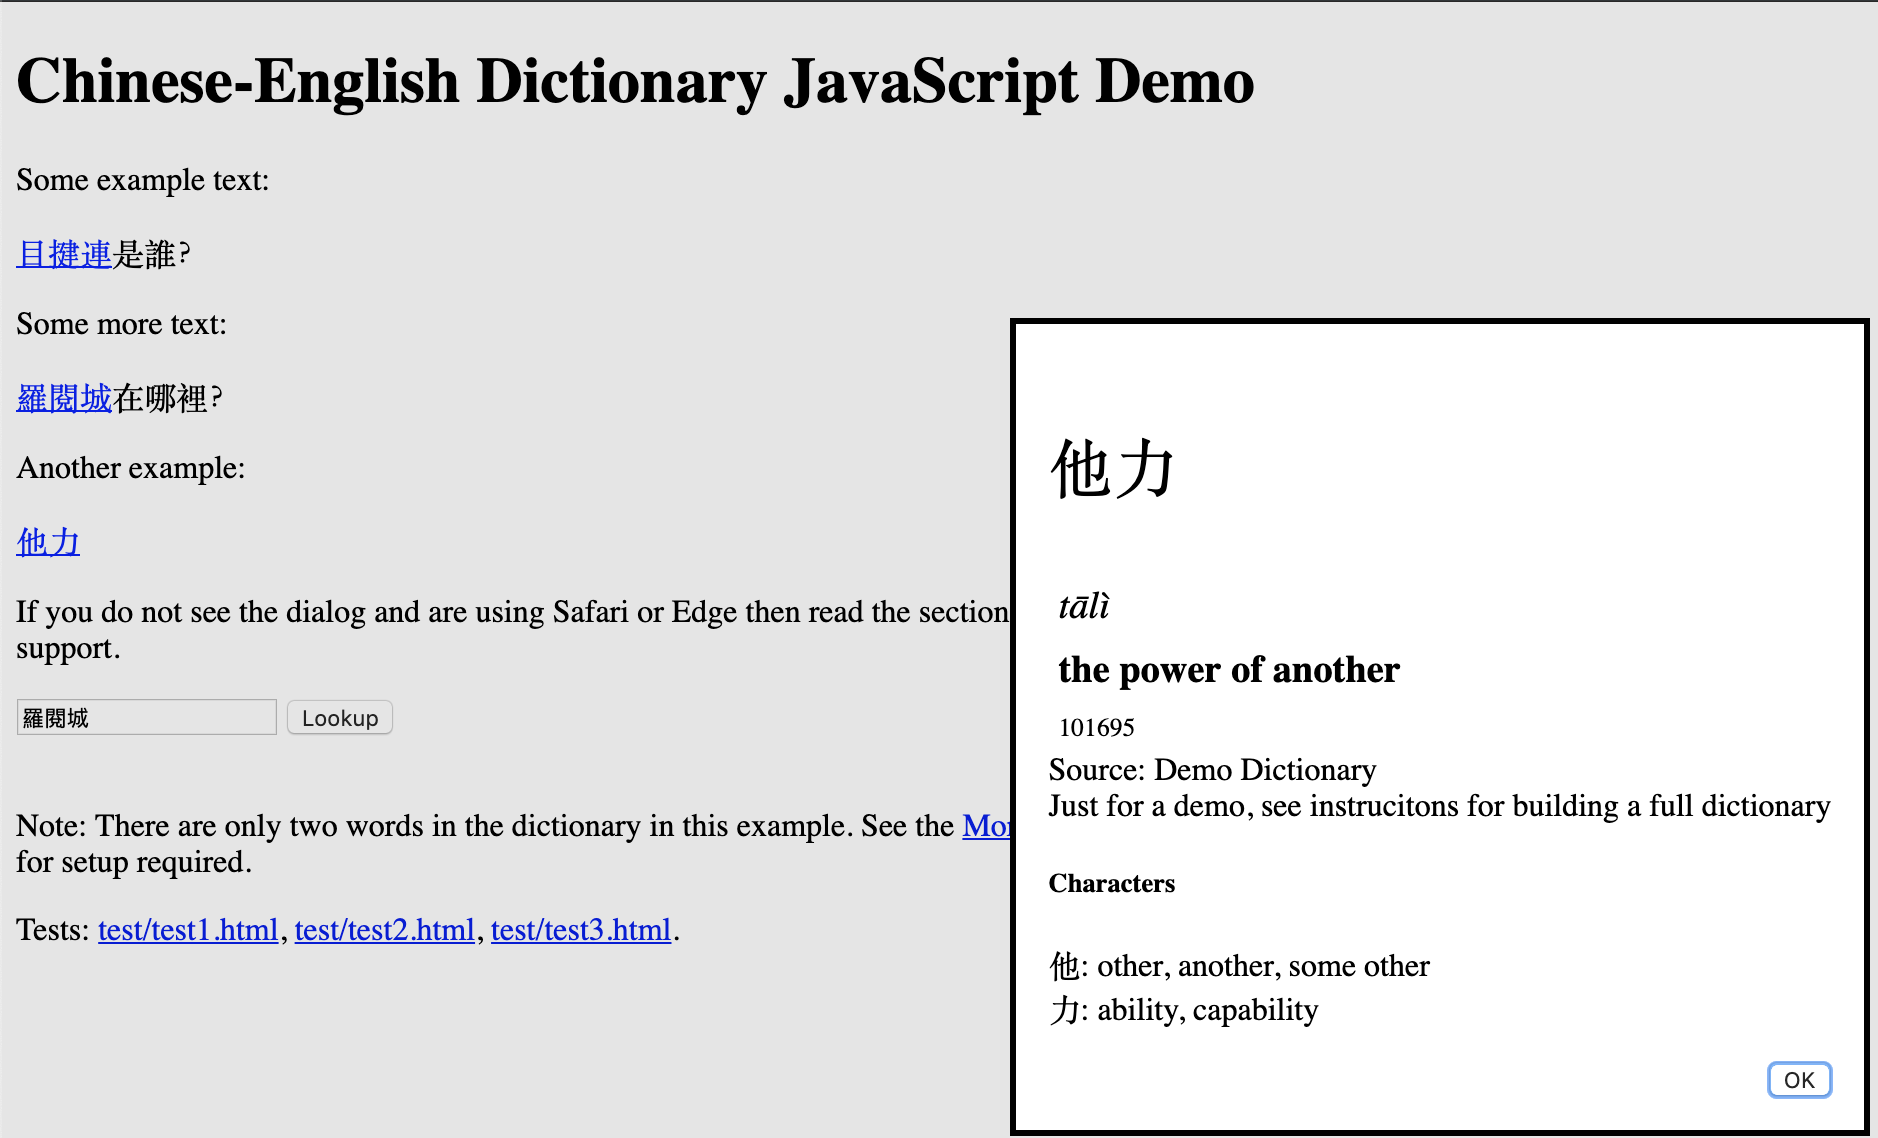 Chinese-English Dictionary JavaScript Demo
Some example text:
目揵連是誰?
Some more text:
羅閱城在哪裡?
Another example:
他力
If you do not see the dialog and are using Safari or Edge then read the section
support.
羅閱城 Lookup
Note: There are only two words in the dictionary in this example. See the
for setup required.
Tests: test/test1.html, test/test2.html, test/test3.html.
他力
tālì
the power of another
101695
Source: Demo Dictionary
Just for a demo, see instrucitons for building a full dictionary
Characters
他: other, another, some other
力: ability, capability
OK